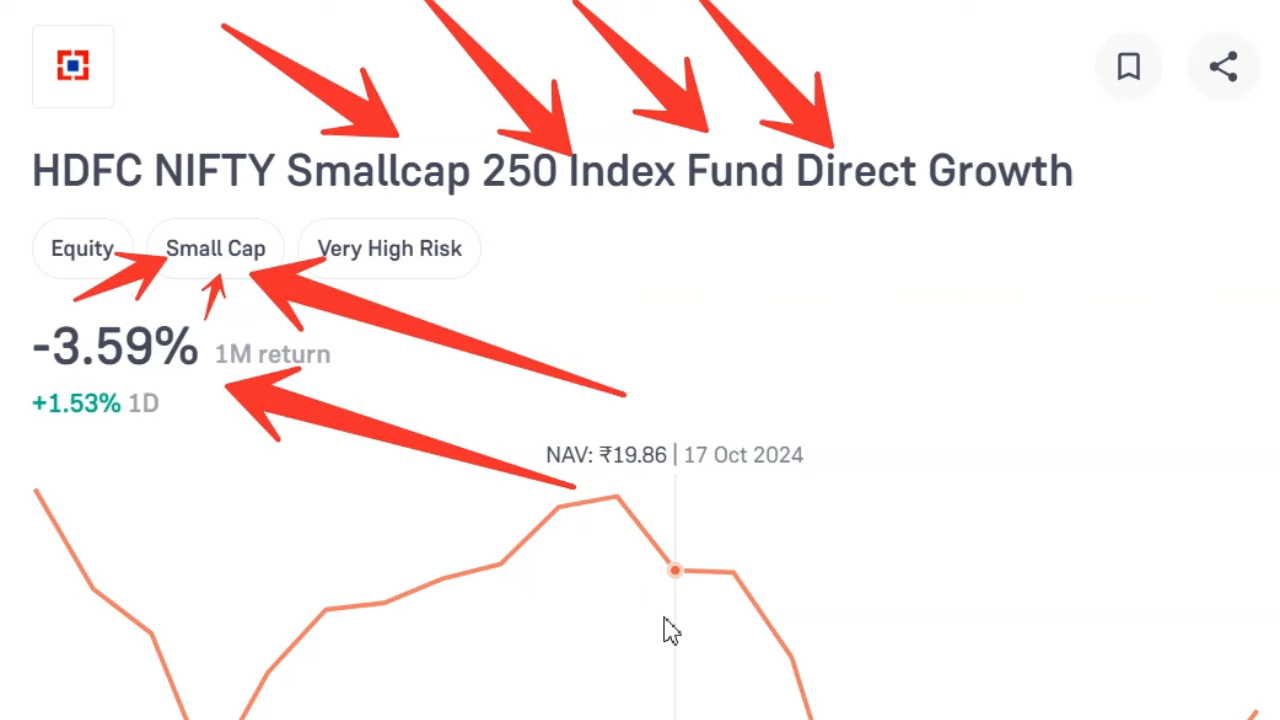 HDFC NIFTY Smallcap 250 Index Fund Direct Growth
Equity Small Cap Very High Risk
-3.59% 1M return
+1.53% 1D
NAV: ₹19.86 | 17 Oct 2024